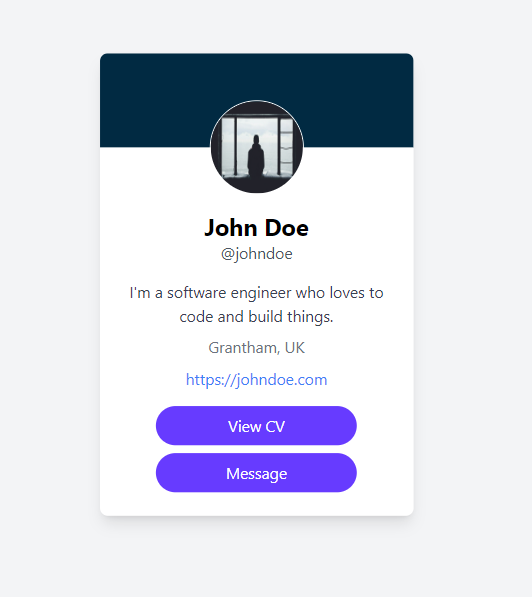 John Doe
@johndoe
I'm a software engineer who loves to
code and build things.
Grantham, UK
https://johndoe.com
View CV
Message